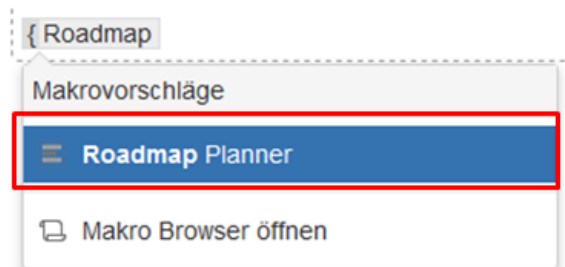 { Roadmap
Makrovorschläge
Roadmap Planner
Makro Browser öffnen